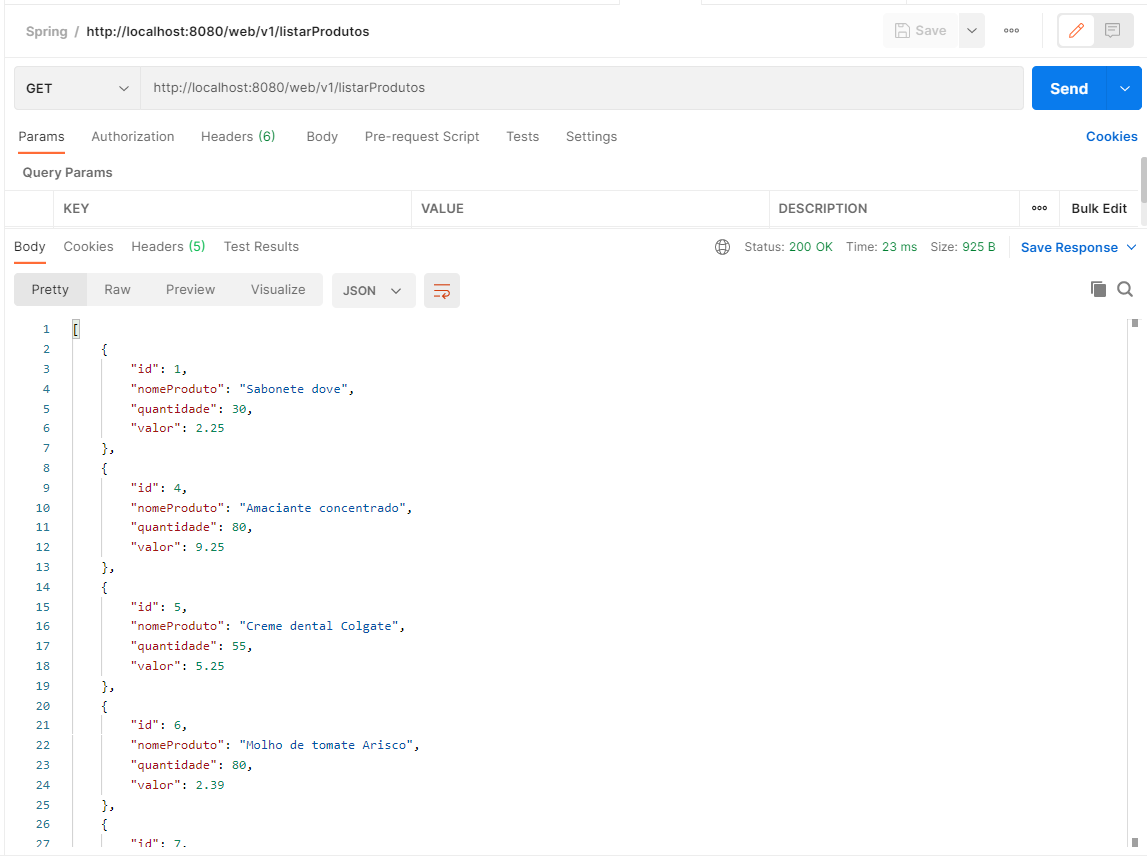 Spring / http://localhost:8080/web/v1/listarProdutos Save
GET http://localhost:8080/web/v1/listarProdutos Send
Params Authorization Headers (6) Body Pre-request Script Tests Settings Cookies
Query Params
KEY VALUE DESCRIPTION Bulk Edit
Body Cookies Headers (5) Test Results Status: 200 OK Time: 23 ms Size: 925 B Save Response
Pretty Raw Preview Visualize JSON
1 [
2 {
3 "id": 1,
4 "nomeProduto": "Sabonete dove",
5 "quantidade": 30,
6 "valor": 2.25
7 },
8 {
9 "id": 4,
10 "nomeProduto": "Amaciante concentrado",
11 "quantidade": 80,
12 "valor": 9.25
13 },
14 {
15 "id": 5,
16 "nomeProduto": "Creme dental Colgate",
17 "quantidade": 55,
18 "valor": 5.25
19 },
20 {
21 "id": 6,
22 "nomeProduto": "Molho de tomate Arisco",
23 "quantidade": 80,
24 "valor": 2.39
25 },
26 {
27 "id": 7,